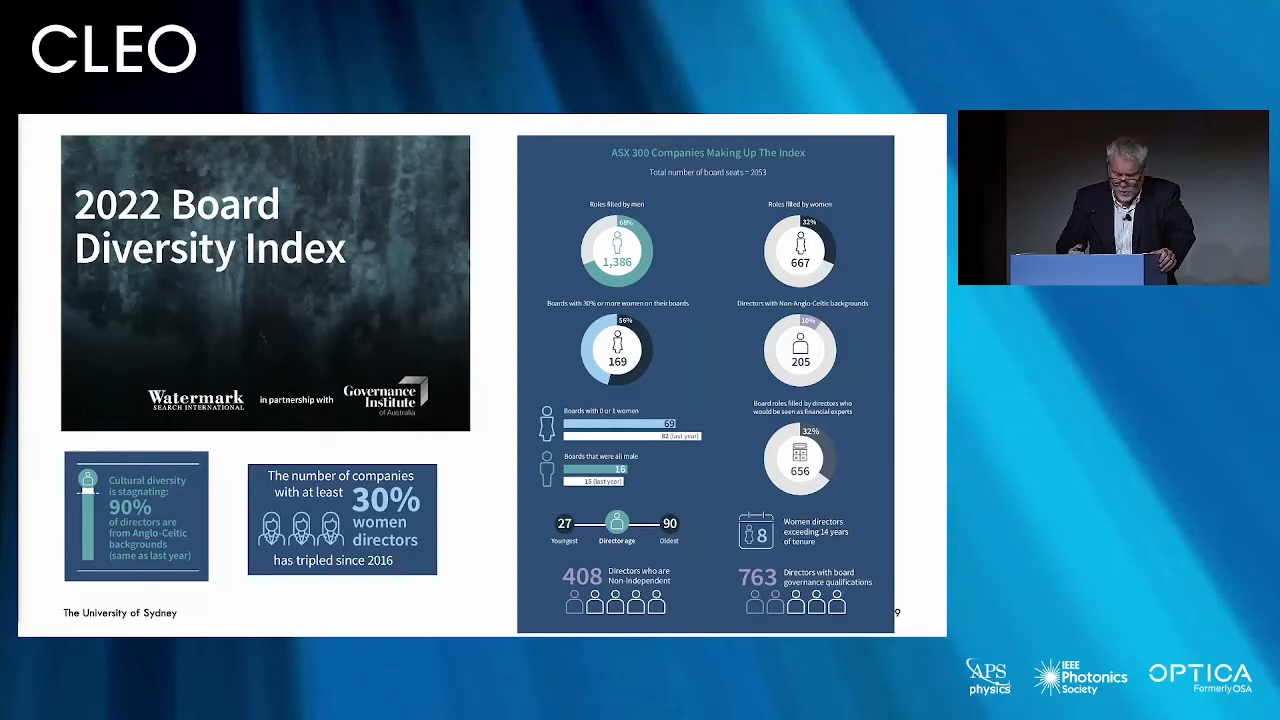 CLEO
2022 Board
Diversity Index
Watermark
SEARCH INTERNATIONAL
in partnership with
Governance
Institute
of Australia
Cultural diversity
is stagnating:
90%
of directors are
from Anglo-Celtic
backgrounds
(same as last year)
The number of companies
with at least 30%
women
directors
has tripled since 2016
The University of Sydney
ASX 300 Companies Making Up The Index
Total number of board seats = 2053
Roles filled by men
68%
1,386
Roles filled by women
32%
667
Boards with 30% or more women on their boards
56%
169
Directors with Non-Anglo-Celtic backgrounds
10%
205
Boards with 0 or 1 women
69
82 (last year)
Boards that were all male
16
15 (last year)
Board roles filled by directors who
would be seen as financial experts
32%
656
27
90
Youngest
Director age
Oldest
8
Women directors
exceeding 14 years
of tenure
408
Directors who are
Non-Independent
763
Directors with board
governance qualifications
9
APS
physics
IEEE
Photonics
Society
OPTICA
Formerly OSA